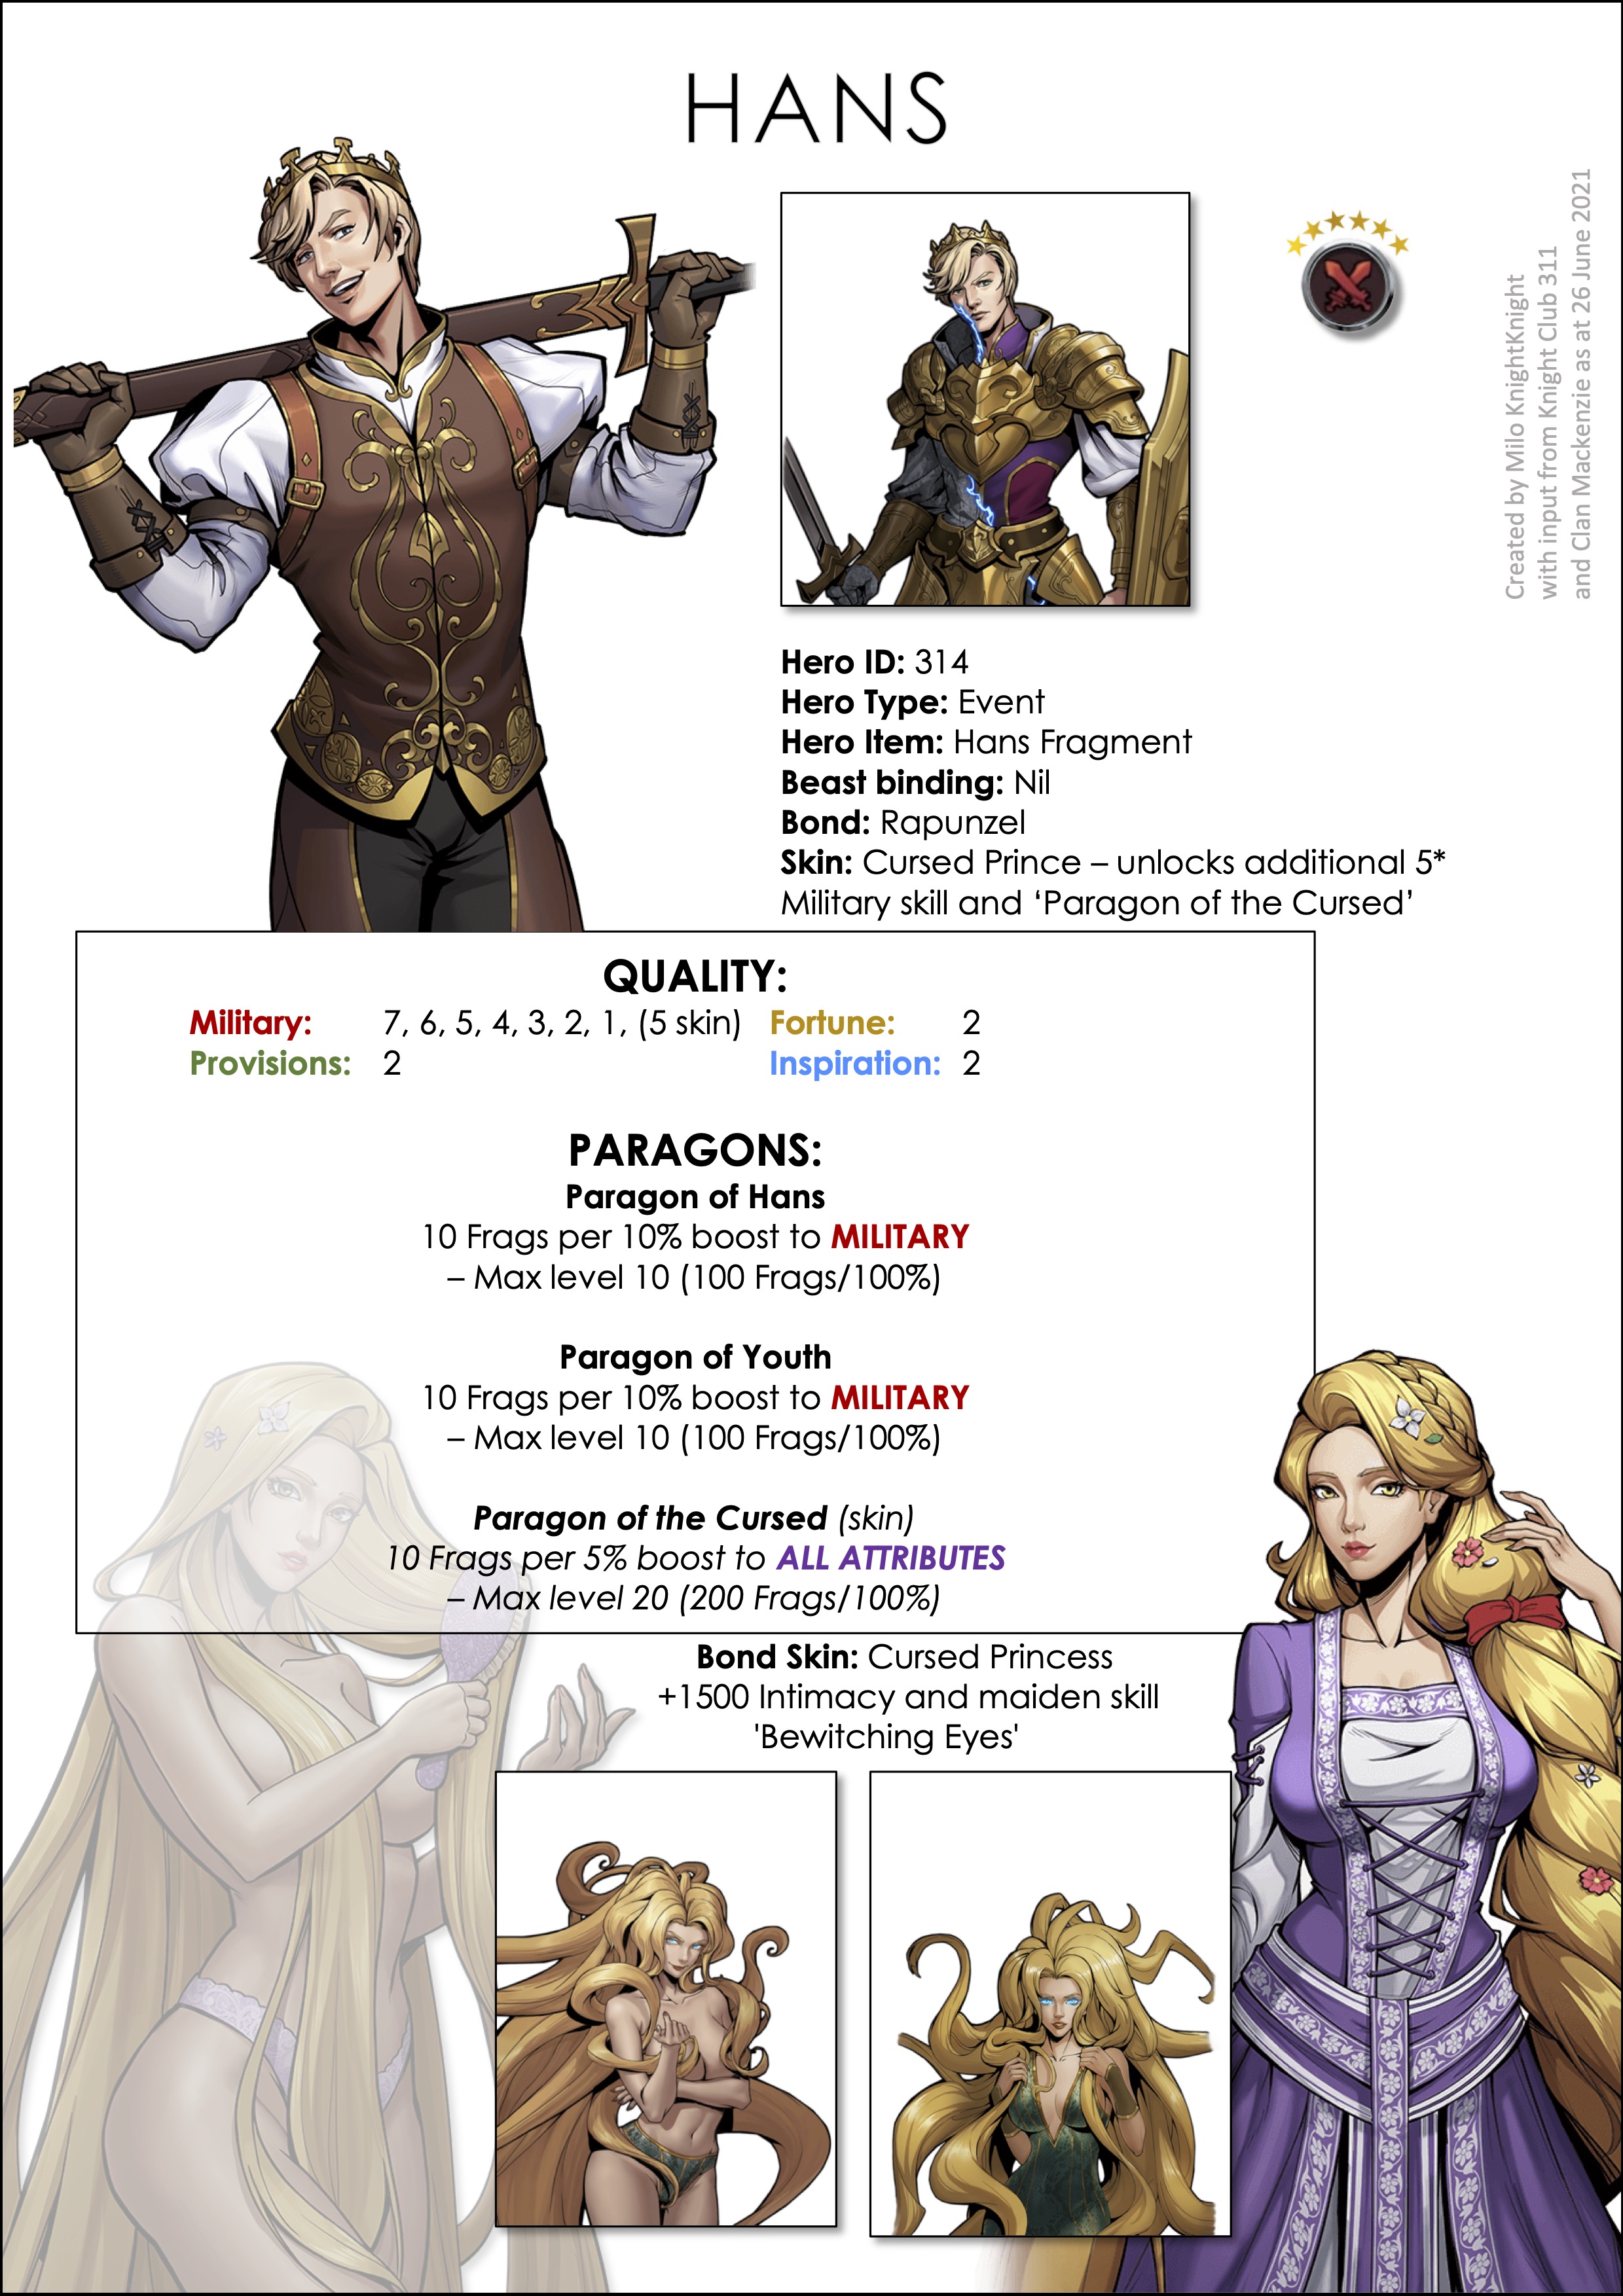 HANS
Created by Milo KnightKnight
with input from Knight Club 311
and Clan Mackenzie as at 26 June 2021
Hero ID: 314
Hero Type: Event
Hero Item: Hans Fragment
Beast binding: Nil
Bond: Rapunzel
Skin: Cursed Prince – unlocks additional 5*
Military skill and ‘Paragon of the Cursed’
QUALITY:
Military: 7, 6, 5, 4, 3, 2, 1, (5 skin) Fortune: 2
Provisions: 2 Inspiration: 2
PARAGONS:
Paragon of Hans
10 Frags per 10% boost to MILITARY
– Max level 10 (100 Frags/100%)
Paragon of Youth
10 Frags per 10% boost to MILITARY
– Max level 10 (100 Frags/100%)
Paragon of the Cursed (skin)
10 Frags per 5% boost to ALL ATTRIBUTES
– Max level 20 (200 Frags/100%)
Bond Skin: Cursed Princess
+1500 Intimacy and maiden skill
'Bewitching Eyes'